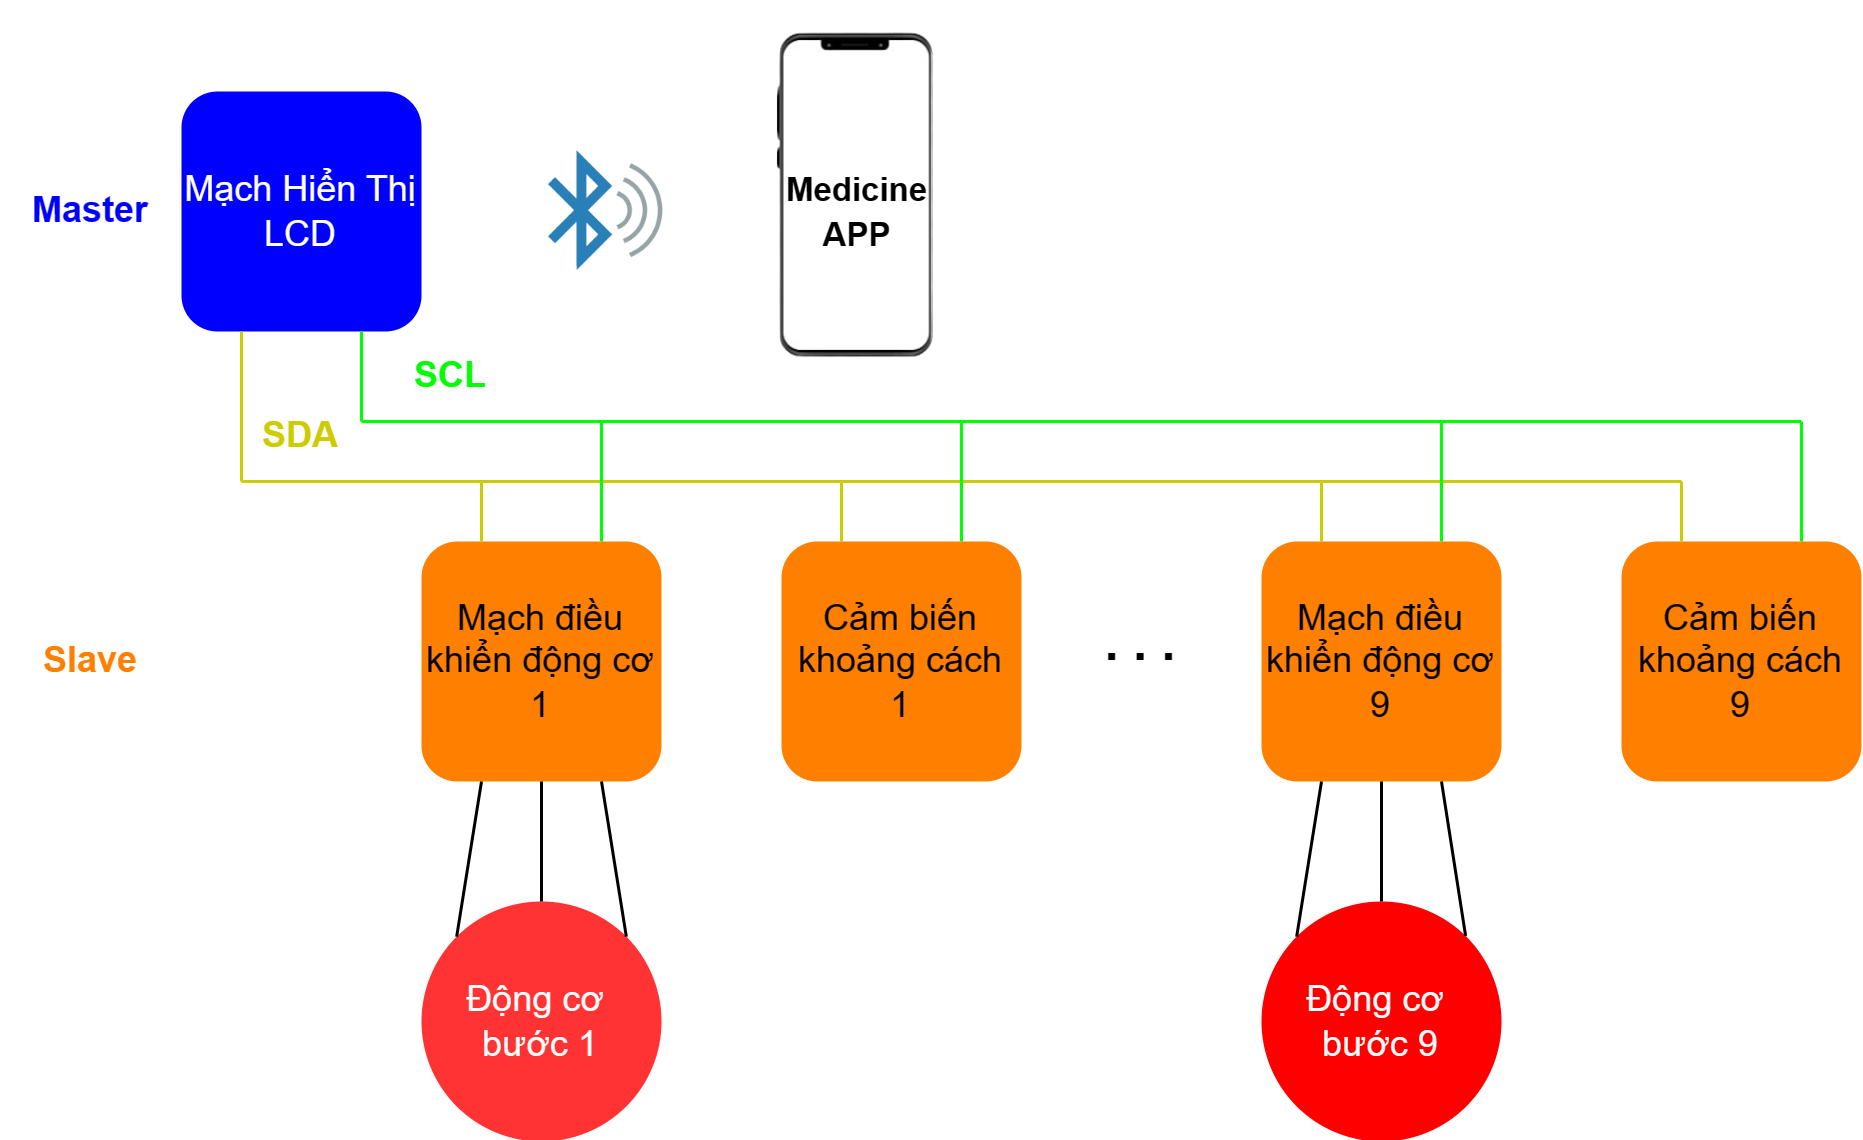 Master
Mạch Hiển Thị
LCD
Medicine
APP
SCL
SDA
Slave
Mạch điều
khiển động cơ
1
Cảm biến
khoảng cách
1
. . .
Mạch điều
khiển động cơ
9
Cảm biến
khoảng cách
9
Động cơ
bước 1
Động cơ
bước 9